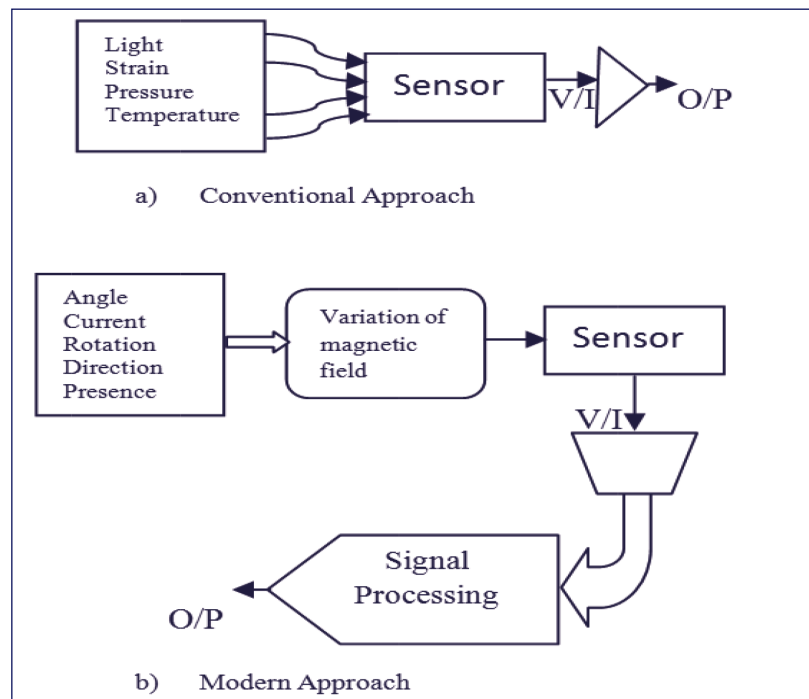 Light
Strain
Pressure
Temperature
Sensor
V/I
O/P
a) Conventional Approach
Angle
Current
Rotation
Direction
Presence
Variation of
magnetic
field
Sensor
V/I
Signal
Processing
O/P
b) Modern Approach